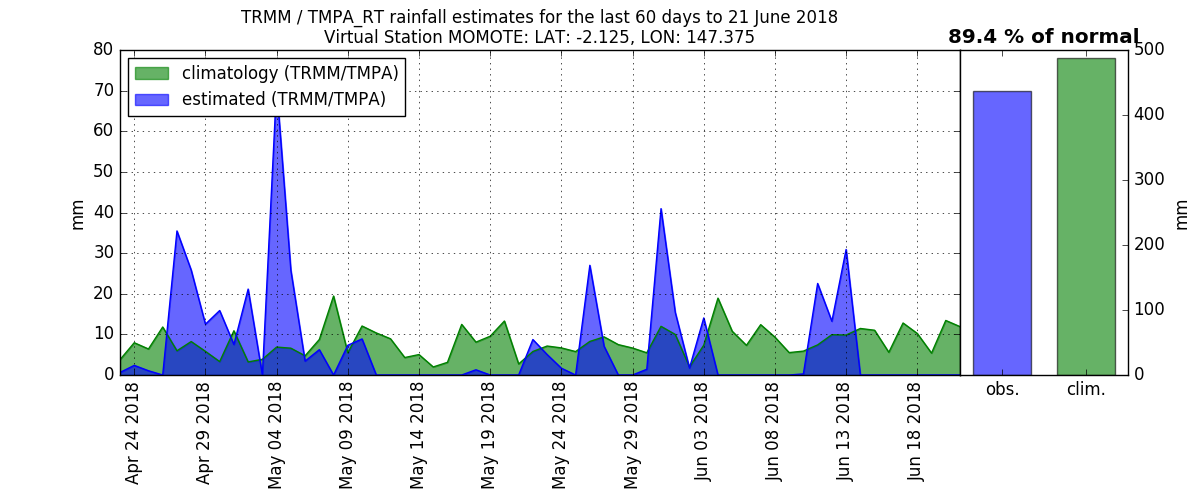 TRMM / TMPA_RT rainfall estimates for the last 60 days to 21 June 2018
Virtual Station MOMOTE: LAT: -2.125, LON: 147.375
89.4 % of normal
climatology (TRMM/TMPA)
estimated (TRMM/TMPA)
mm
80
70
60
50
40
30
20
10
0
Apr 24 2018
Apr 29 2018
May 04 2018
May 09 2018
May 14 2018
May 19 2018
May 24 2018
May 29 2018
Jun 03 2018
Jun 08 2018
Jun 13 2018
Jun 18 2018
obs.
clim.
500
400
300
200
100
0
mm